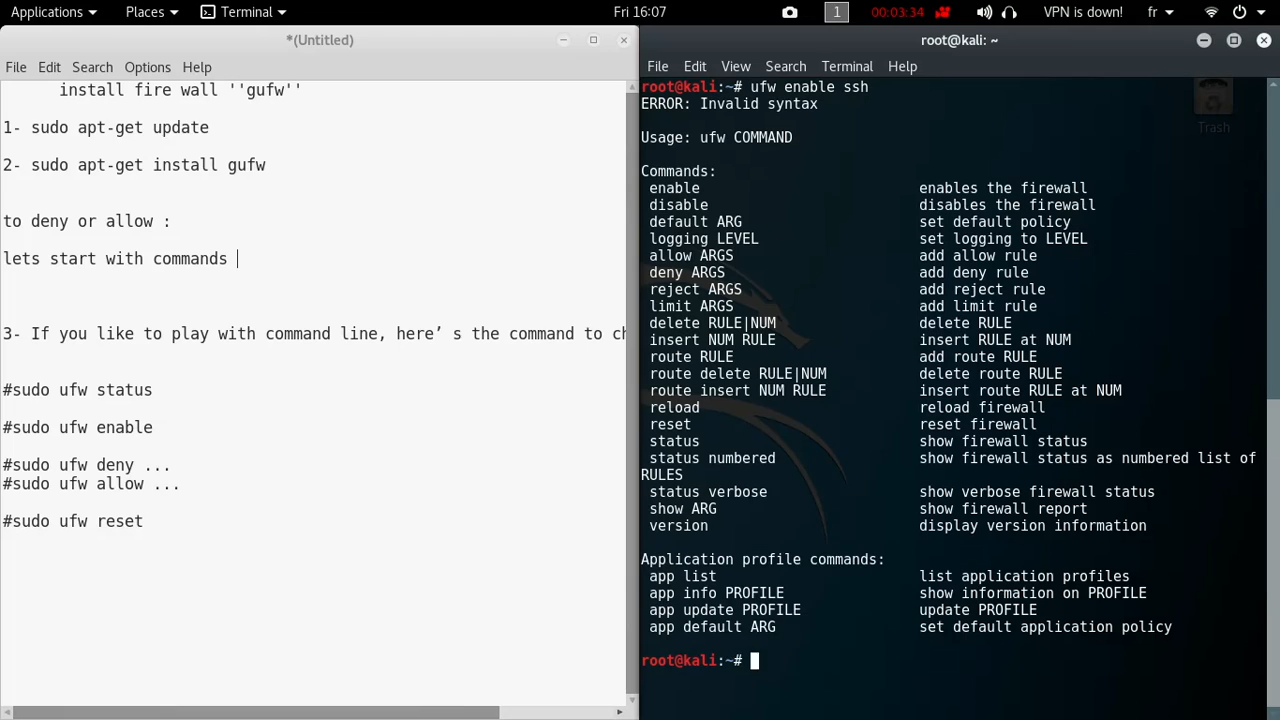 Applications Places Terminal Fri 16:07 1 00:03:34 VPN is down! fr
*(Untitled)
File Edit Search Options Help
install fire wall ''gufw''
1- sudo apt-get update
2- sudo apt-get install gufw
to deny or allow :
lets start with commands
3- If you like to play with command line, here’ s the command to ch
#sudo ufw status
#sudo ufw enable
#sudo ufw deny ...
#sudo ufw allow ...
#sudo ufw reset
root@kali: ~
File Edit View Search Terminal Help
Trash
root@kali:~# ufw enable ssh
ERROR: Invalid syntax
Usage: ufw COMMAND
Commands:
enable enables the firewall
disable disables the firewall
default ARG set default policy
logging LEVEL set logging to LEVEL
allow ARGS add allow rule
deny ARGS add deny rule
reject ARGS add reject rule
limit ARGS add limit rule
delete RULE|NUM delete RULE
insert NUM RULE insert RULE at NUM
route RULE add route RULE
route delete RULE|NUM delete route RULE
route insert NUM RULE insert route RULE at NUM
reload reload firewall
reset reset firewall
status show firewall status
status numbered show firewall status as numbered list of
RULES
status verbose show verbose firewall status
show ARG show firewall report
version display version information
Application profile commands:
app list list application profiles
app info PROFILE show information on PROFILE
app update PROFILE update PROFILE
app default ARG set default application policy
root@kali:~#